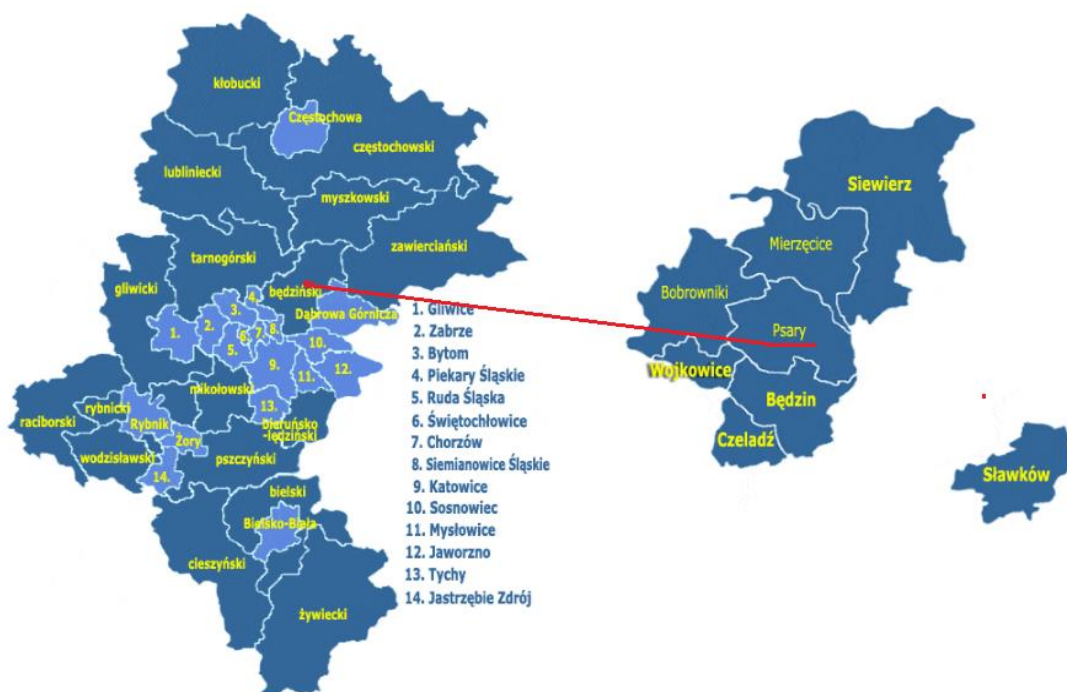 kłobucki
Częstochowa
częstochowski
lubliniecki
myszkowski
zawierciański
tarnogórski
gliwicki
będziński
Dąbrowa Górnicza
4.
3.
1.
2.
6.
7.
8.
5.
10.
9.
11.
12.
mikołowski
13.
rybnicki
raciborski
Rybnik
Bieruńsko
-lędziński
Żory
wodzisławski
pszczyński
14.
bielski
Bielsko-Biała
cieszyński
żywiecki
1. Gliwice
2. Zabrze
3. Bytom
4. Piekary Śląskie
5. Ruda Śląska
6. Świętochłowice
7. Chorzów
8. Siemianowice Śląskie
9. Katowice
10. Sosnowiec
11. Mysłowice
12. Jaworzno
13. Tychy
14. Jastrzębie Zdrój
Siewierz
Mierzęcice
Bobrowniki
Psary
Wojkowice
Będzin
Czeladź
Sławków